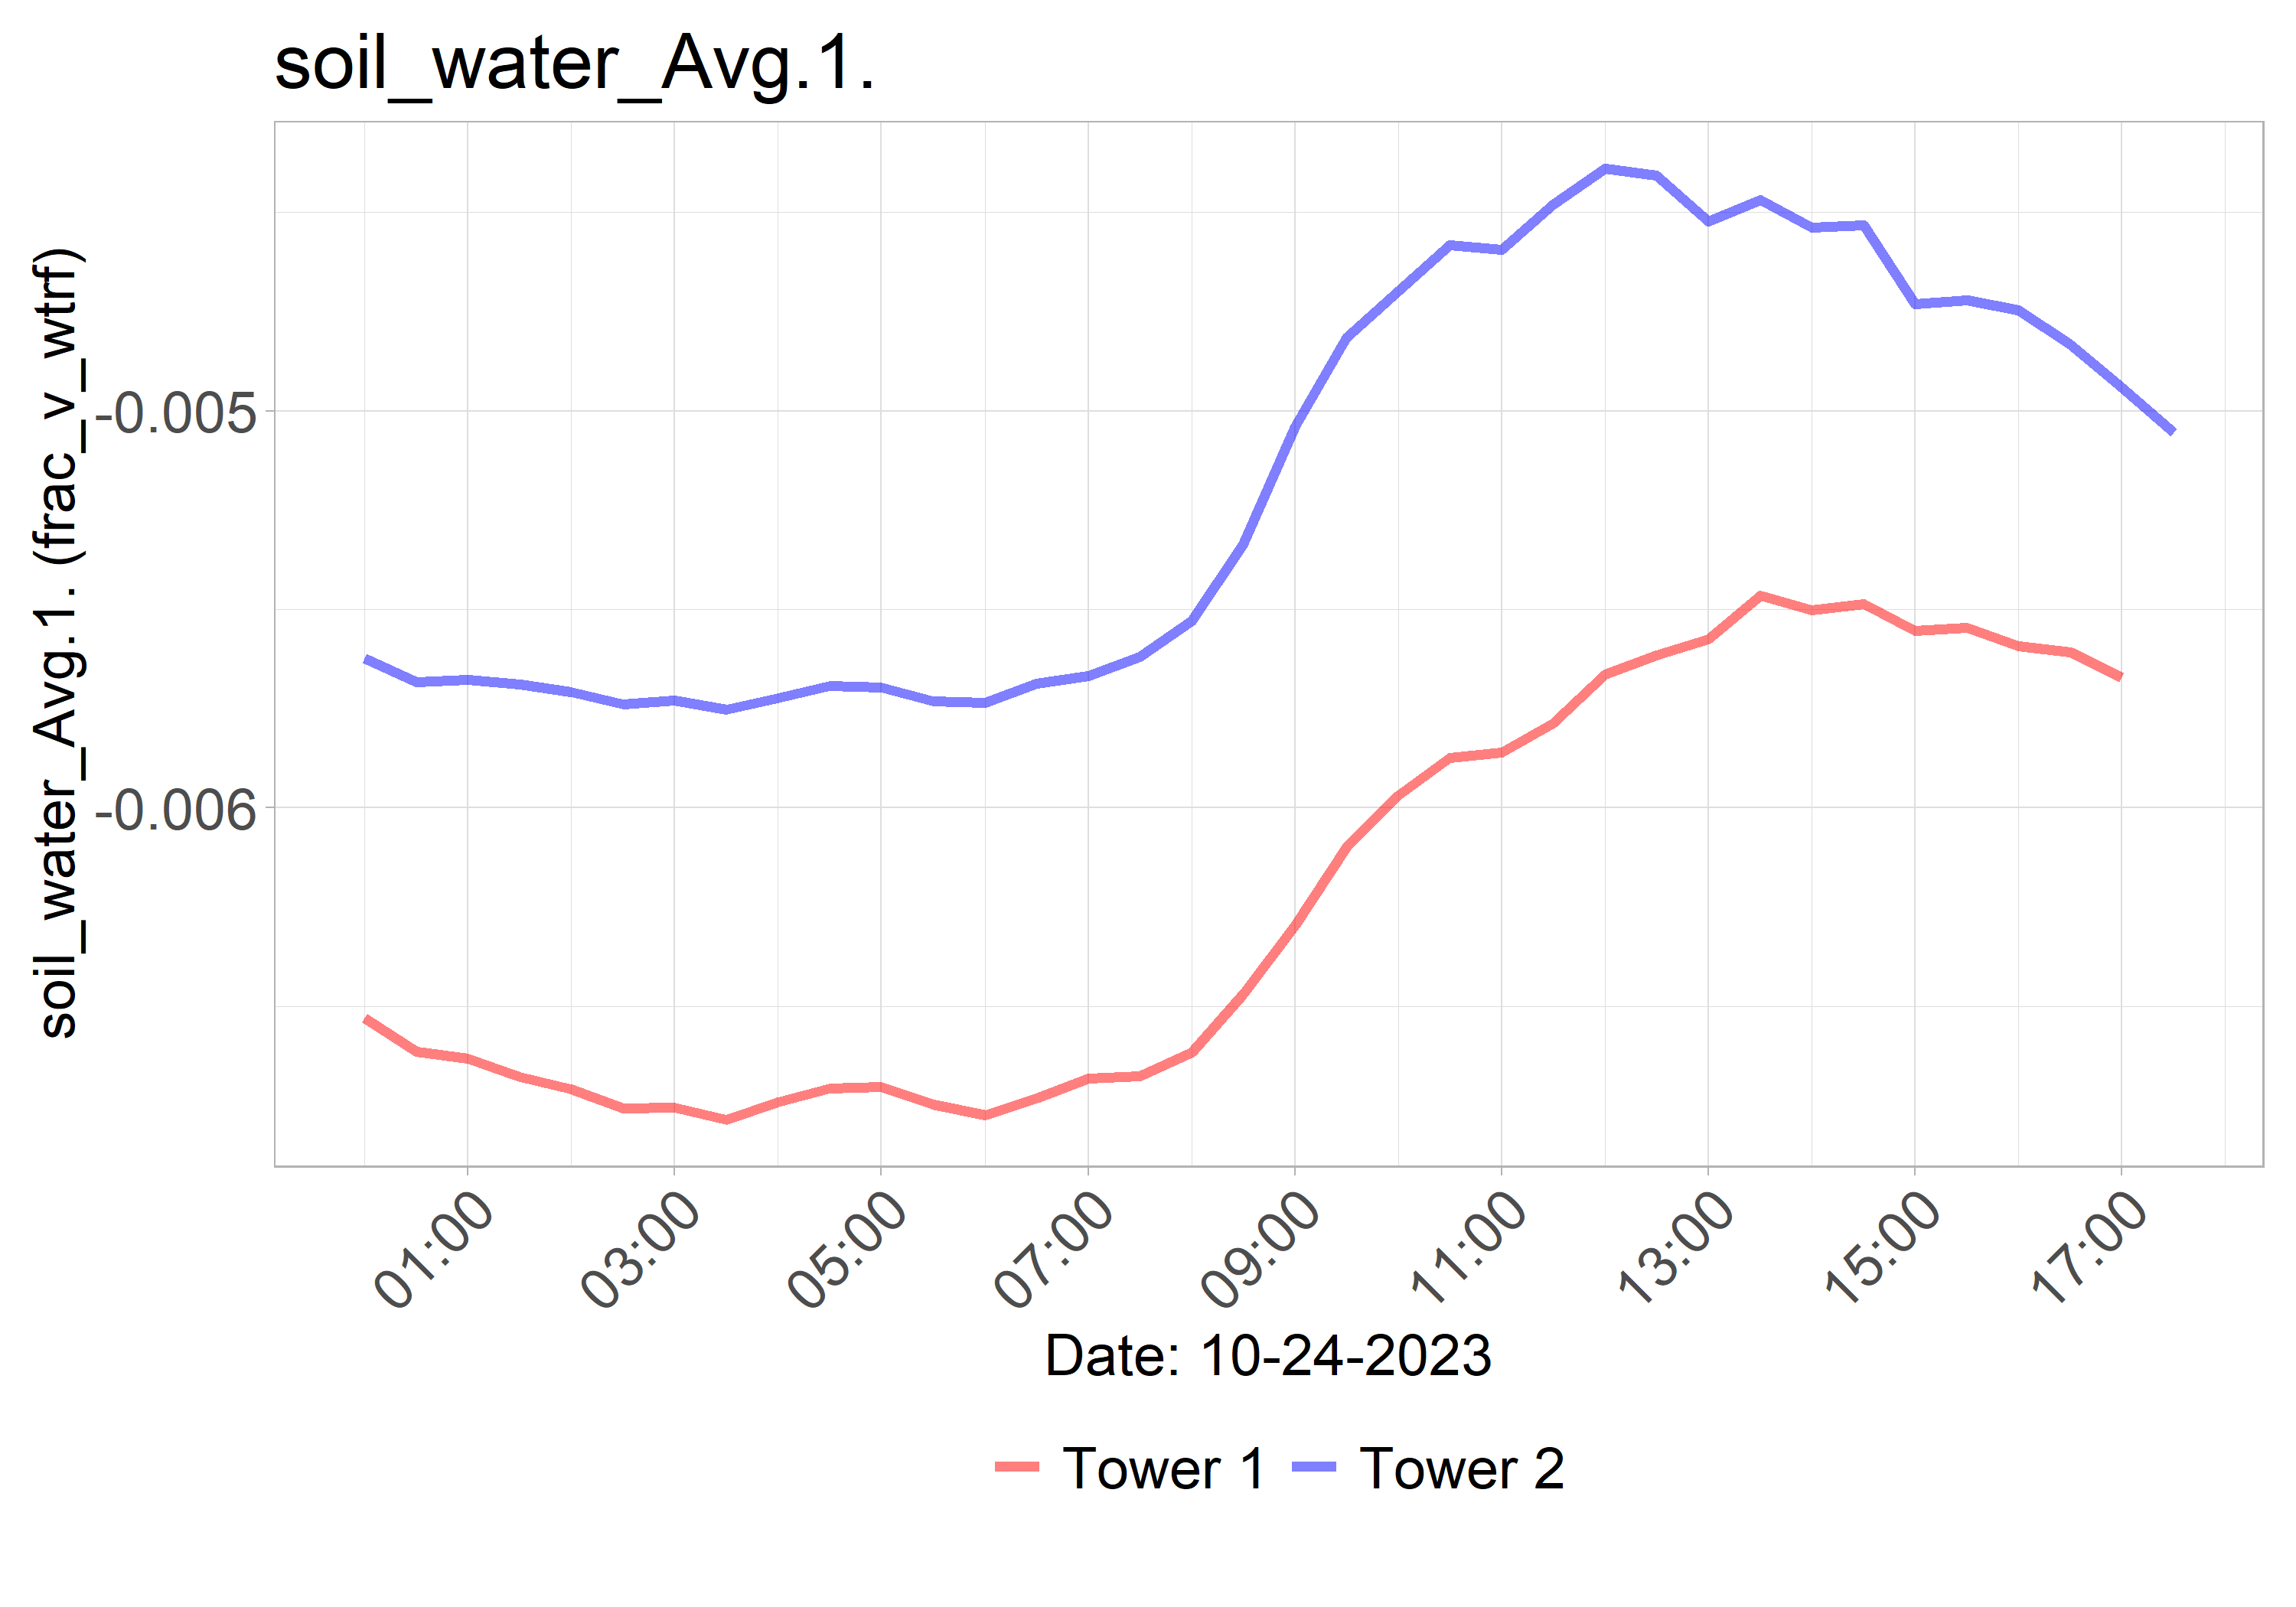 soil_water_Avg.1.
soil_water_Avg.1. (frac_v_wtrf)
-0.005
-0.006
01:00
03:00
05:00
07:00
09:00
11:00
13:00
15:00
17:00
Date: 10-24-2023
Tower 1
Tower 2